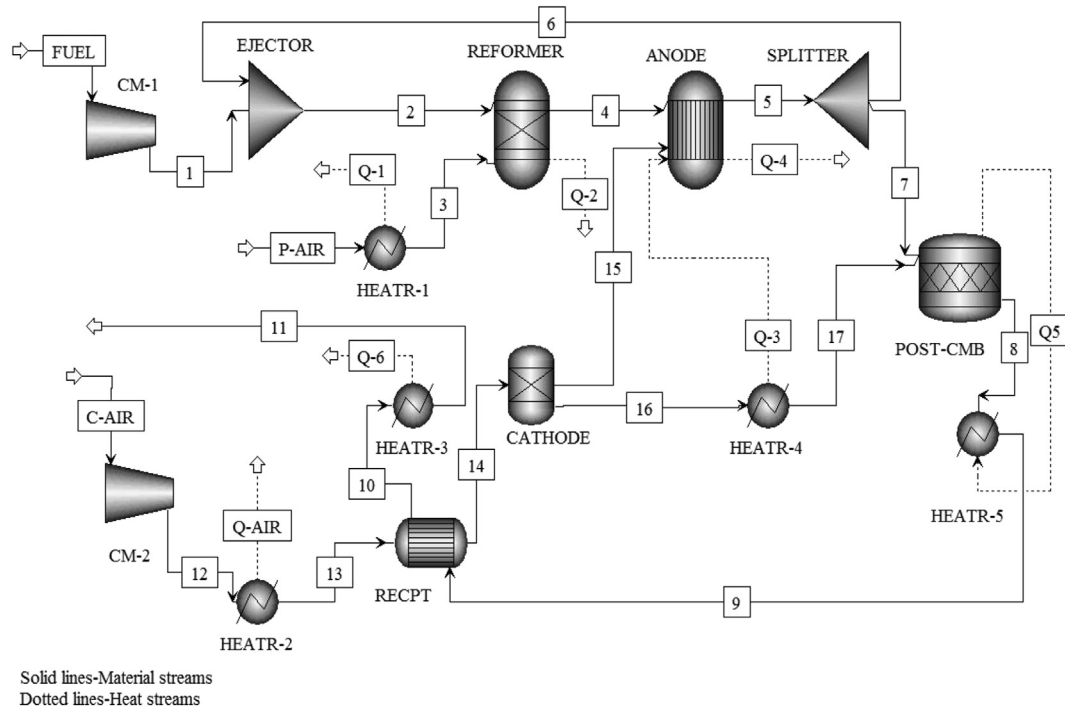 6
FUEL
EJECTOR
REFORMER
ANODE
SPLITTER
CM-1
2
4
5
1
Q-1
3
Q-2
Q-4
7
P-AIR
HEATR-1
15
11
Q-6
Q-3
17
POST-CMB
8
Q5
C-AIR
HEATR-3
14
CATHODE
16
HEATR-4
10
HEATR-5
Q-AIR
CM-2
12
13
RECPT
9
HEATR-2
Solid lines-Material streams
Dotted lines-Heat streams